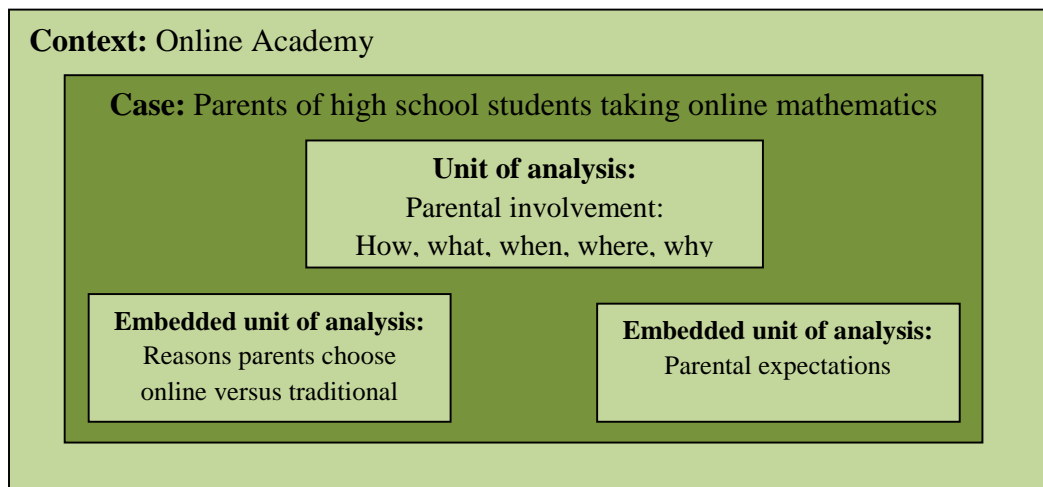 Context: Online Academy
Case: Parents of high school students taking online mathematics
Unit of analysis:
Parental involvement:
How, what, when, where, why
Embedded unit of analysis:
Reasons parents choose
online versus traditional
Embedded unit of analysis:
Parental expectations